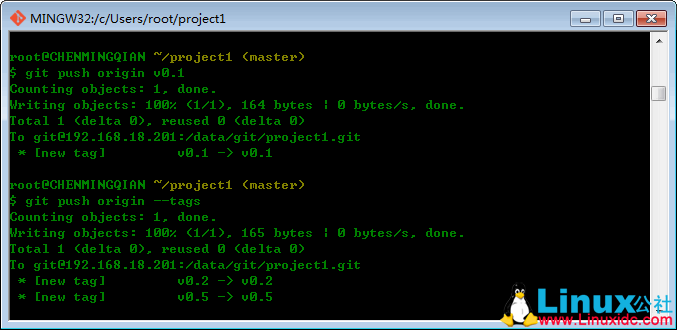 MINGW32:/c/Users/root/project1
root@CHENMINGQIAN ~/project1 (master)
$ git push origin v0.1
Counting objects: 1, done.
Writing objects: 100% (1/1), 164 bytes | 0 bytes/s, done.
Total 1 (delta 0), reused 0 (delta 0)
To git@192.168.18.201:/data/git/project1.git
 * [new tag]         v0.1 -> v0.1
root@CHENMINGQIAN ~/project1 (master)
$ git push origin --tags
Counting objects: 1, done.
Writing objects: 100% (1/1), 165 bytes | 0 bytes/s, done.
Total 1 (delta 0), reused 0 (delta 0)
To git@192.168.18.201:/data/git/project1.git
 * [new tag]         v0.2 -> v0.2
 * [new tag]         v0.5 -> v0.5
Linux公社
www.Linuxidc.com